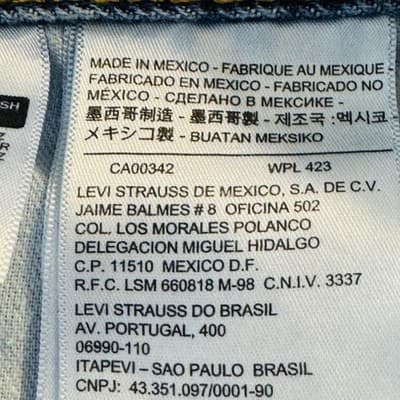 SH
MADE IN MEXICO - FABRIQUE AU MEXIQUE -
FABRICADO EN MEXICO - FABRICADO NO
MÉXICO - СДЕЛАНО В МЕКСИКЕ -
墨西哥制造 - 墨西哥製 - 제조국 :멕시코
メキシコ製 - BUATAN MEKSIKO
CA00342 WPL 423
LEVI STRAUSS DE MEXICO, S.A. DE C.V.
JAIME BALMES # 8 OFICINA 502
COL. LOS MORALES POLANCO
DELEGACION MIGUEL HIDALGO
C.P. 11510 MEXICO D.F.
R.F.C. LSM 660818 M-98 C.N.I.V. 3337
LEVI STRAUSS DO BRASIL
AV. PORTUGAL, 400
06990-110
ITAPEVI – SAO PAULO BRASIL
CNPJ: 43.351.097/0001-90